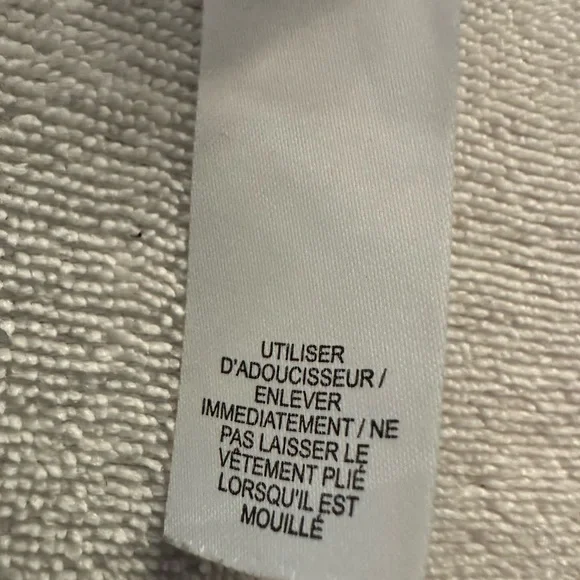 UTILISER
D'ADOUCISSEUR /
ENLEVER
IMMEDIATEMENT / NE
PAS LAISSER LE
VÊTEMENT PLIÉ
LORSQU'IL EST
MOUILLÉ